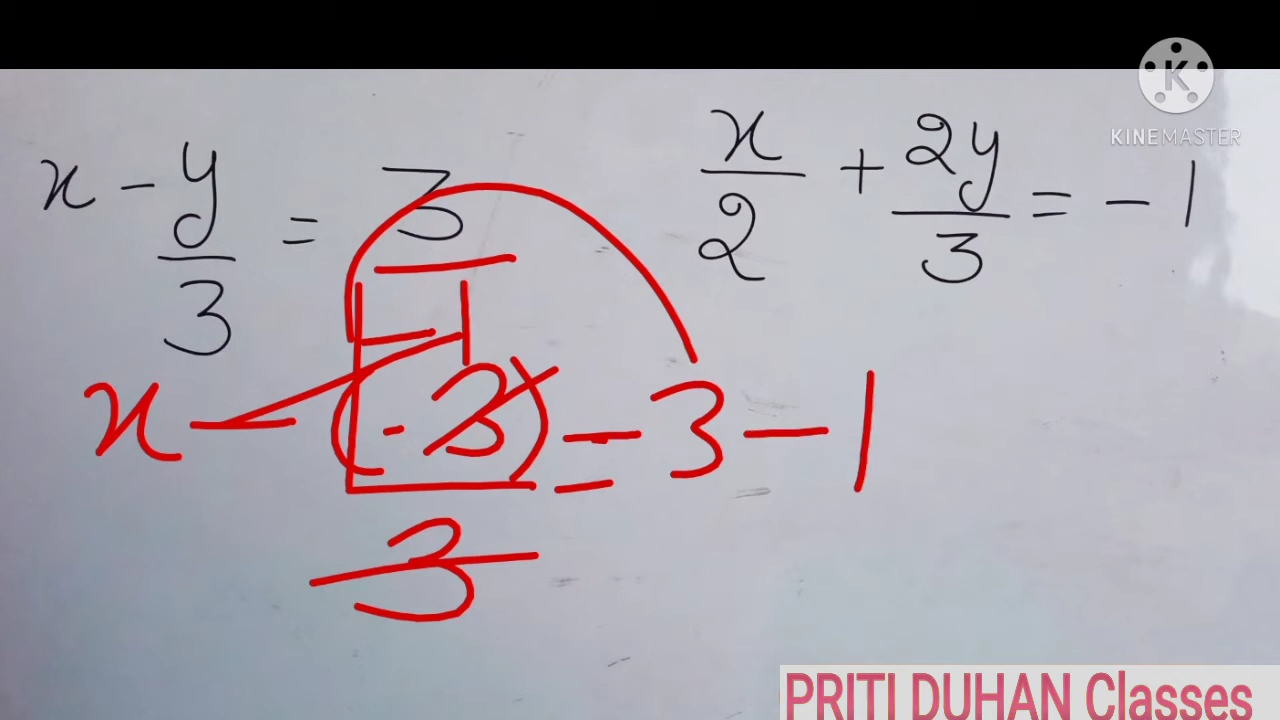 x - y/3 = 3
x/2 + 2y/3 = -1
x - (-3)/3 = 3 - 1
KINEMASTER
PRITI DUHAN Classes